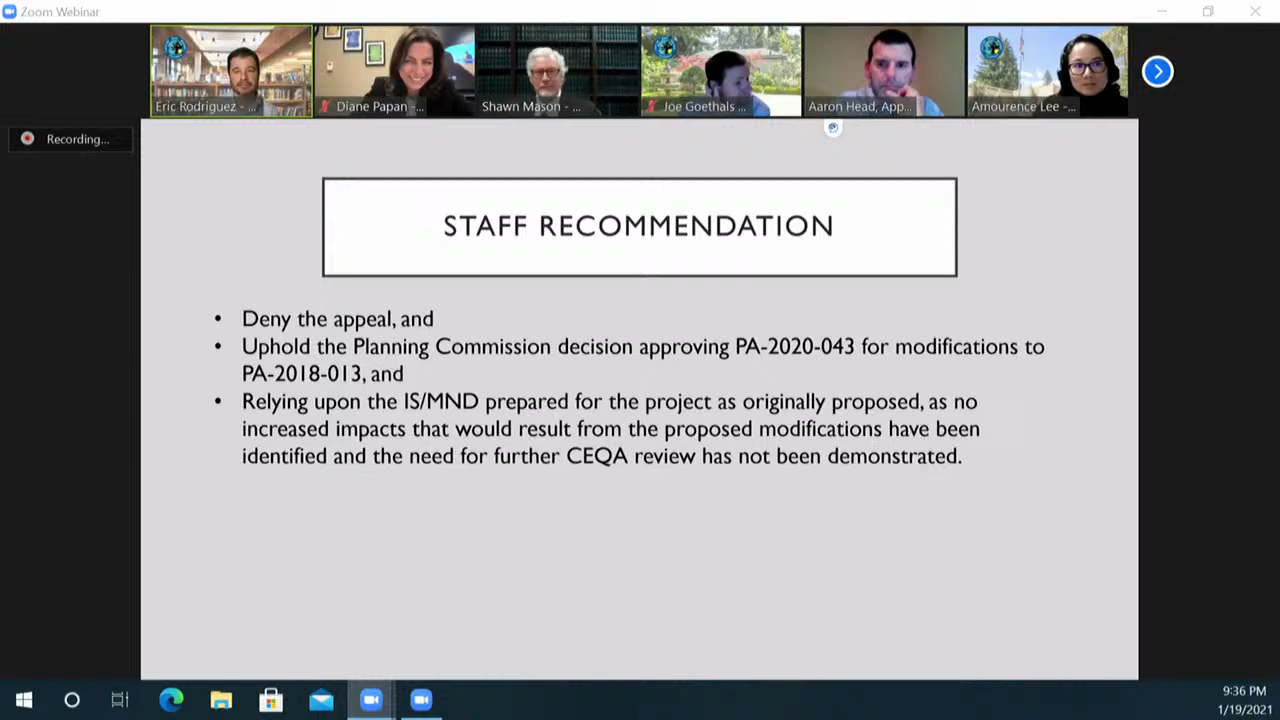 Zoom Webinar
Eric Rodriguez - ...
Diane Papan -...
Shawn Mason - ...
Joe Goethals ...
Aaron Head, App...
Amourence Lee -...
Recording...
STAFF RECOMMENDATION
• Deny the appeal, and
• Uphold the Planning Commission decision approving PA-2020-043 for modifications to
PA-2018-013, and
• Relying upon the IS/MND prepared for the project as originally proposed, as no
increased impacts that would result from the proposed modifications have been
identified and the need for further CEQA review has not been demonstrated.
9:36 PM
1/19/2021